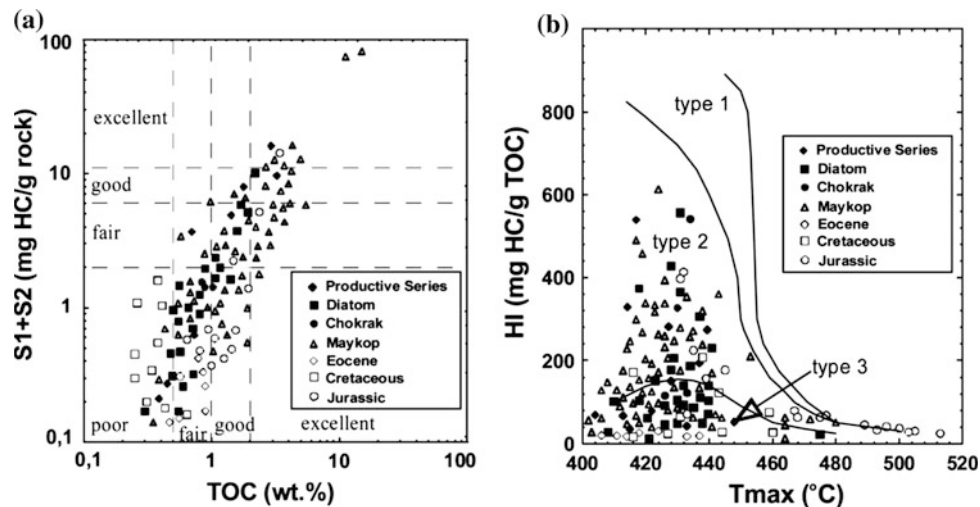 (a)
S1+S2 (mg HC/g rock)
100
10
1
0,1
excellent
good
fair
poor
fair
good
excellent
Productive Series
Diatom
Chokrak
Maykop
Eocene
Cretaceous
Jurassic
0,1
1
10
100
TOC (wt.%)
(b)
HI (mg HC/g TOC)
800
600
400
200
0
type 1
type 2
type 3
Productive Series
Diatom
Chokrak
Maykop
Eocene
Cretaceous
Jurassic
400 420 440 460 480 500 520
Tmax (°C)